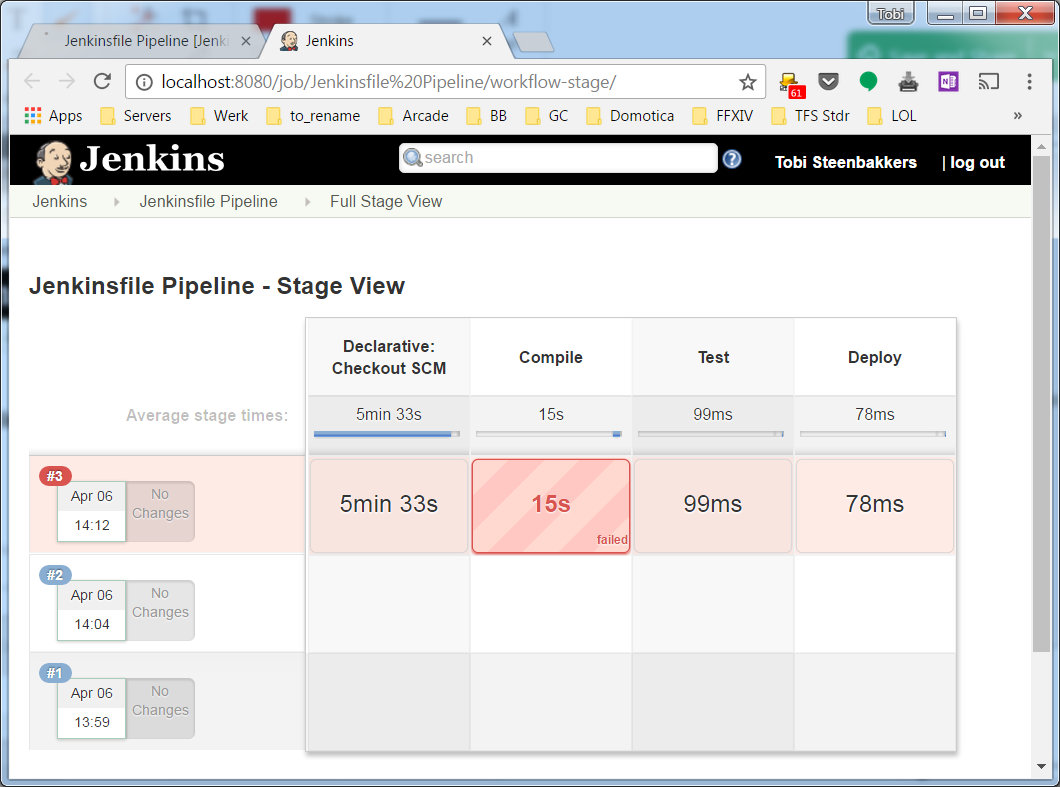 Tobi
Jenkinsfile Pipeline [Jenki
Jenkins
localhost:8080/job/Jenkinsfile%20Pipeline/workflow-stage/
61
Apps
Servers
Werk
to_rename
Arcade
BB
GC
Domotica
FFXIV
TFS Stdr
LOL
»
Jenkins
search
?
Tobi Steenbakkers
| log out
Jenkins
Jenkinsfile Pipeline
Full Stage View
Jenkinsfile Pipeline - Stage View
Declarative:
Checkout SCM
Compile
Test
Deploy
Average stage times:
5min 33s
15s
99ms
78ms
#3
Apr 06
14:12
No
Changes
5min 33s
15s
failed
99ms
78ms
#2
Apr 06
14:04
No
Changes
#1
Apr 06
13:59
No
Changes